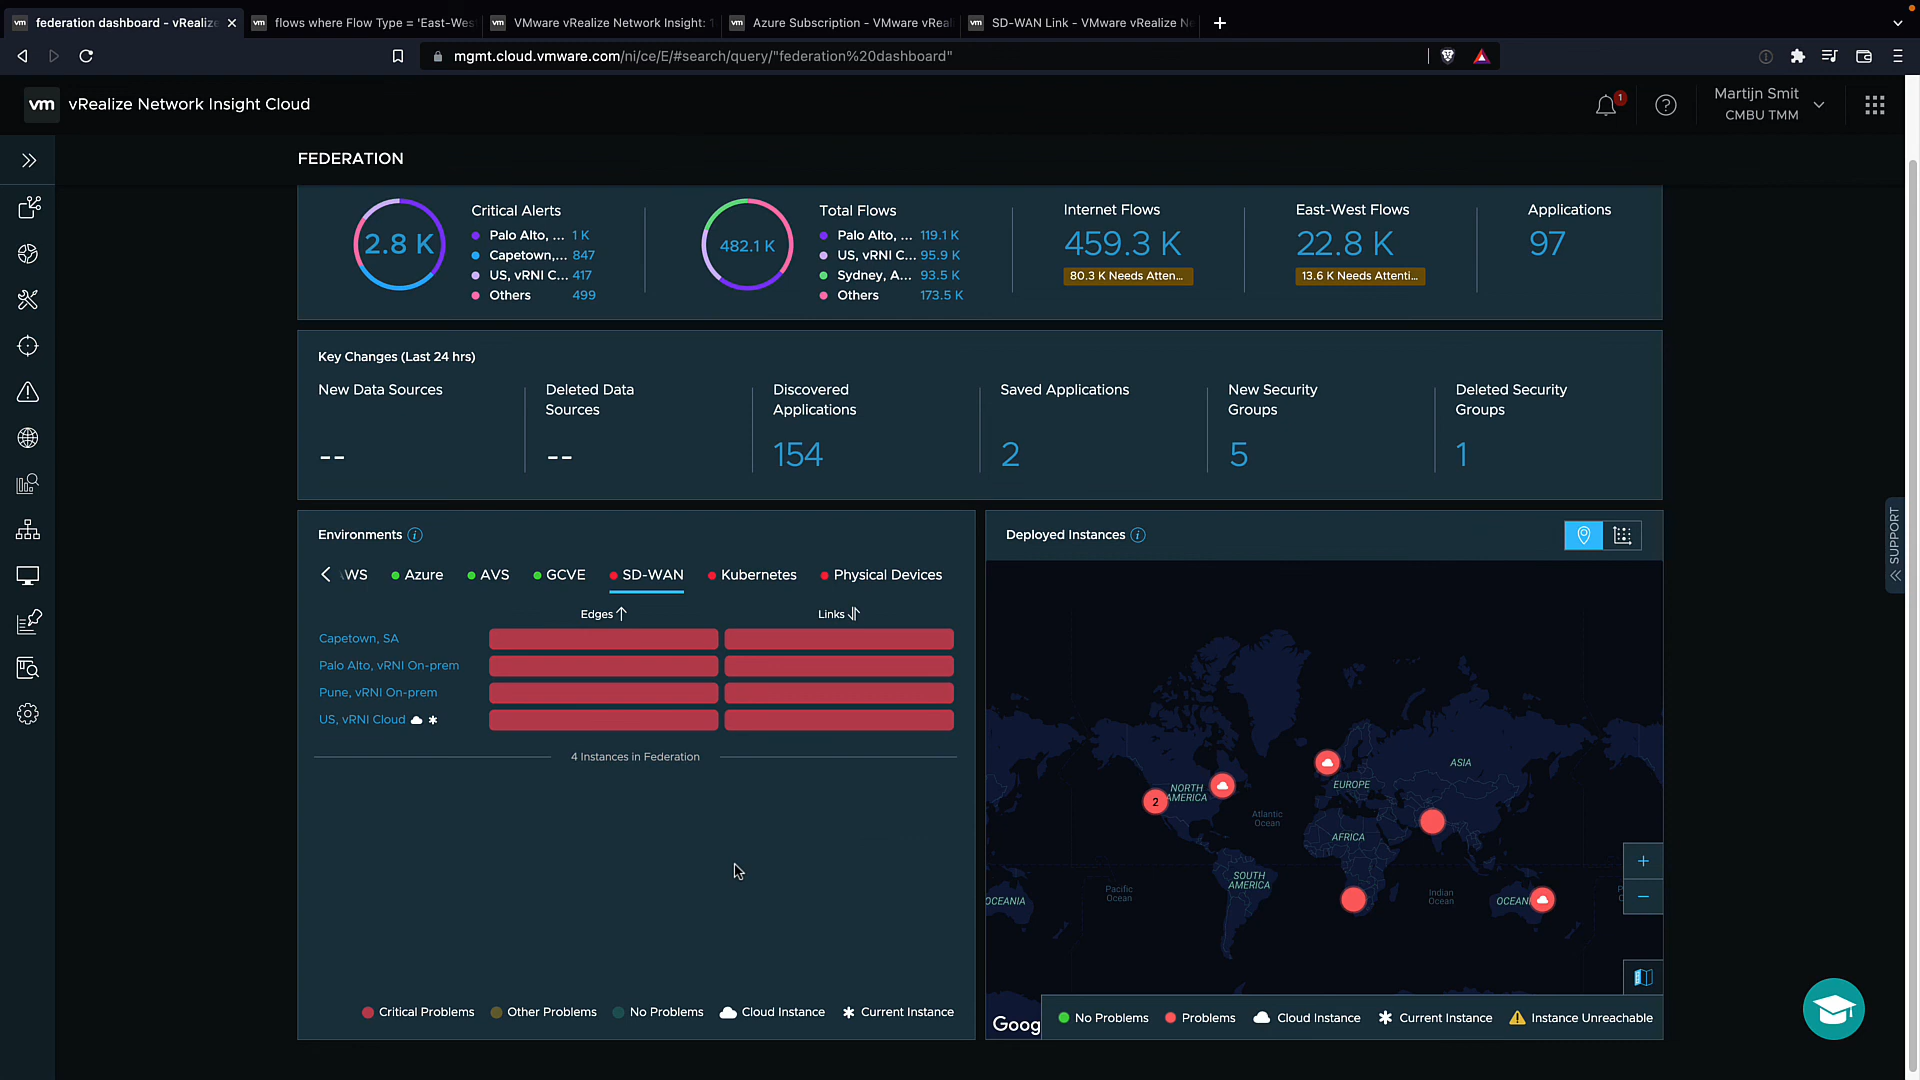 federation dashboard - vRealize
flows where Flow Type = 'East-Wes
VMware vRealize Network Insight: 1
Azure Subscription - VMware vReal
SD-WAN Link - VMware vRealize Ne
mgmt.cloud.vmware.com/ni/ce/E/#search/query/"federation%20dashboard"
vm vRealize Network Insight Cloud
1
Martijn Smit
CMBU TMM
FEDERATION
2.8 K
Critical Alerts
Palo Alto, ... 1 K
Capetown,... 847
US, vRNI C... 417
Others 499
482.1 K
Total Flows
Palo Alto, ... 119.1 K
US, vRNI C... 95.9 K
Sydney, A... 93.5 K
Others 173.5 K
Internet Flows
459.3 K
80.3 K Needs Atten...
East-West Flows
22.8 K
13.6 K Needs Attenti...
Applications
97
Key Changes (Last 24 hrs)
New Data Sources
--
Deleted Data
Sources
--
Discovered
Applications
154
Saved Applications
2
New Security
Groups
5
Deleted Security
Groups
1
SUPPORT
Environments
WS Azure AVS GCVE SD-WAN Kubernetes Physical Devices
Edges Links
Capetown, SA
Palo Alto, vRNI On-prem
Pune, vRNI On-prem
US, vRNI Cloud
4 Instances in Federation
Critical Problems Other Problems No Problems Cloud Instance Current Instance
Deployed Instances
ASIA
EUROPE
NORTH
AMERICA
2
Atlantic
Ocean
AFRICA
SOUTH
AMERICA
Pacific
Ocean
Indian
Ocean
OCEANIA
OCEANI
P
Goog
No Problems Problems Cloud Instance Current Instance Instance Unreachable